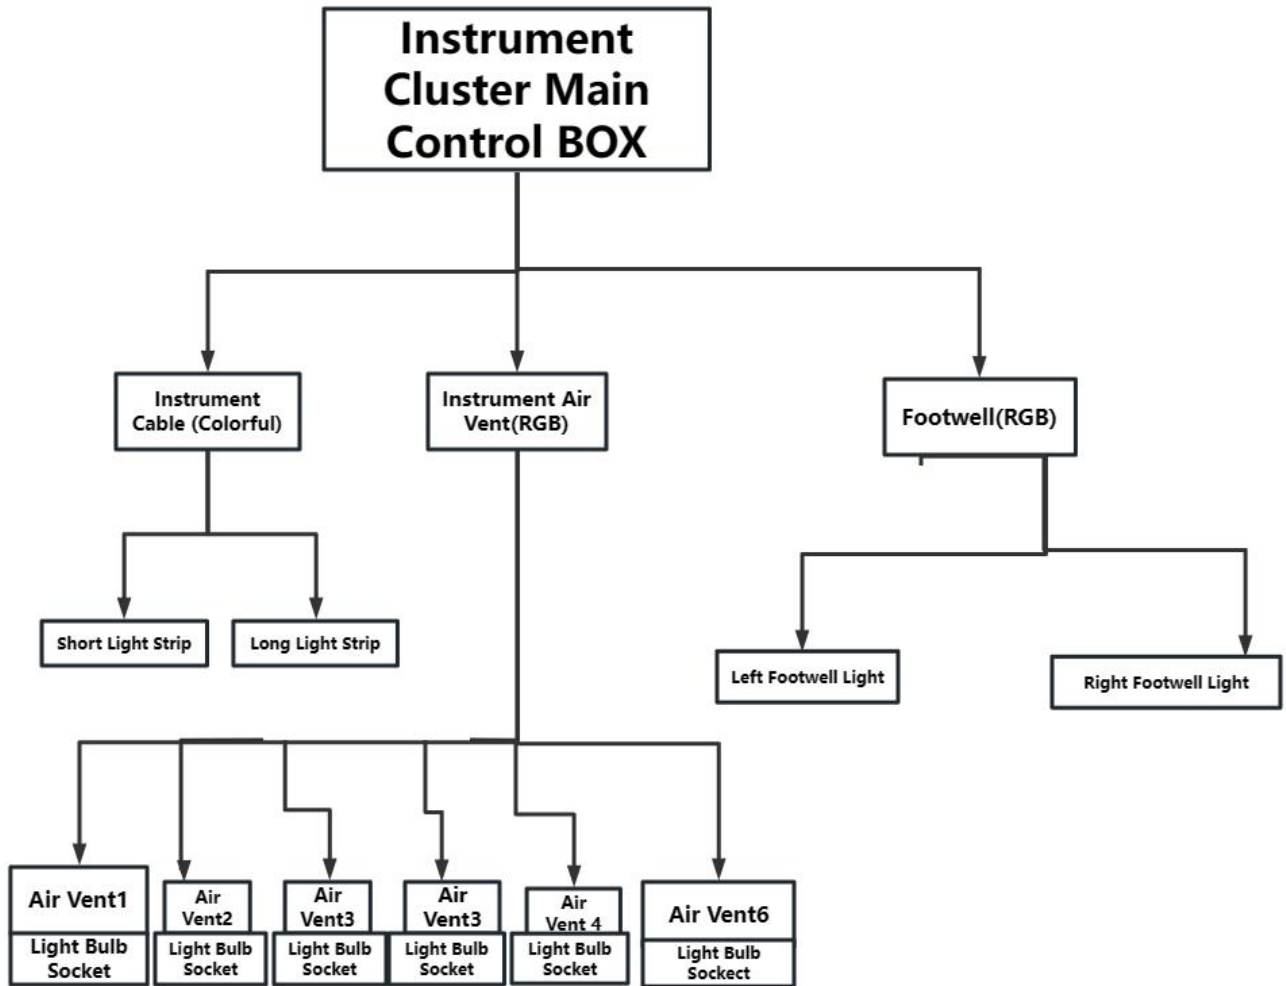 Instrument
Cluster Main
Control BOX
Instrument
Cable (Colorful)
Instrument Air
Vent(RGB)
Footwell(RGB)
Short Light Strip
Long Light Strip
Left Footwell Light
Right Footwell Light
Air Vent1
Light Bulb
Socket
Air
Vent2
Light Bulb
Socket
Air
Vent3
Light Bulb
Socket
Air
Vent3
Light Bulb
Socket
Air
Vent 4
Light Bulb
Socket
Air Vent6
Light Bulb
Sockect